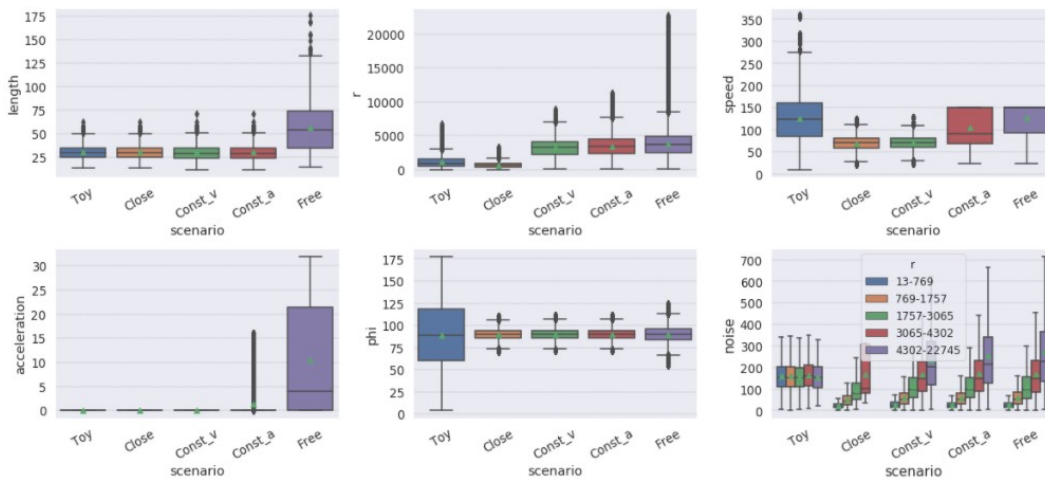 175
150
125
100
75
50
25
length
Toy
Close
Const_v
Const_a
Free
scenario
20000
15000
10000
5000
0
r
Toy
Close
Const_v
Const_a
Free
scenario
350
300
250
200
150
100
50
0
speed
Toy
Close
Const_v
Const_a
Free
scenario
30
25
20
15
10
5
0
acceleration
Toy
Close
Const_v
Const_a
Free
scenario
175
150
125
100
75
50
25
0
phi
Toy
Close
Const_v
Const_a
Free
scenario
700
600
500
400
300
200
100
0
noise
r
13-769
769-1757
1757-3065
3065-4302
4302-22745
Toy
Close
Const_v
Const_a
Free
scenario